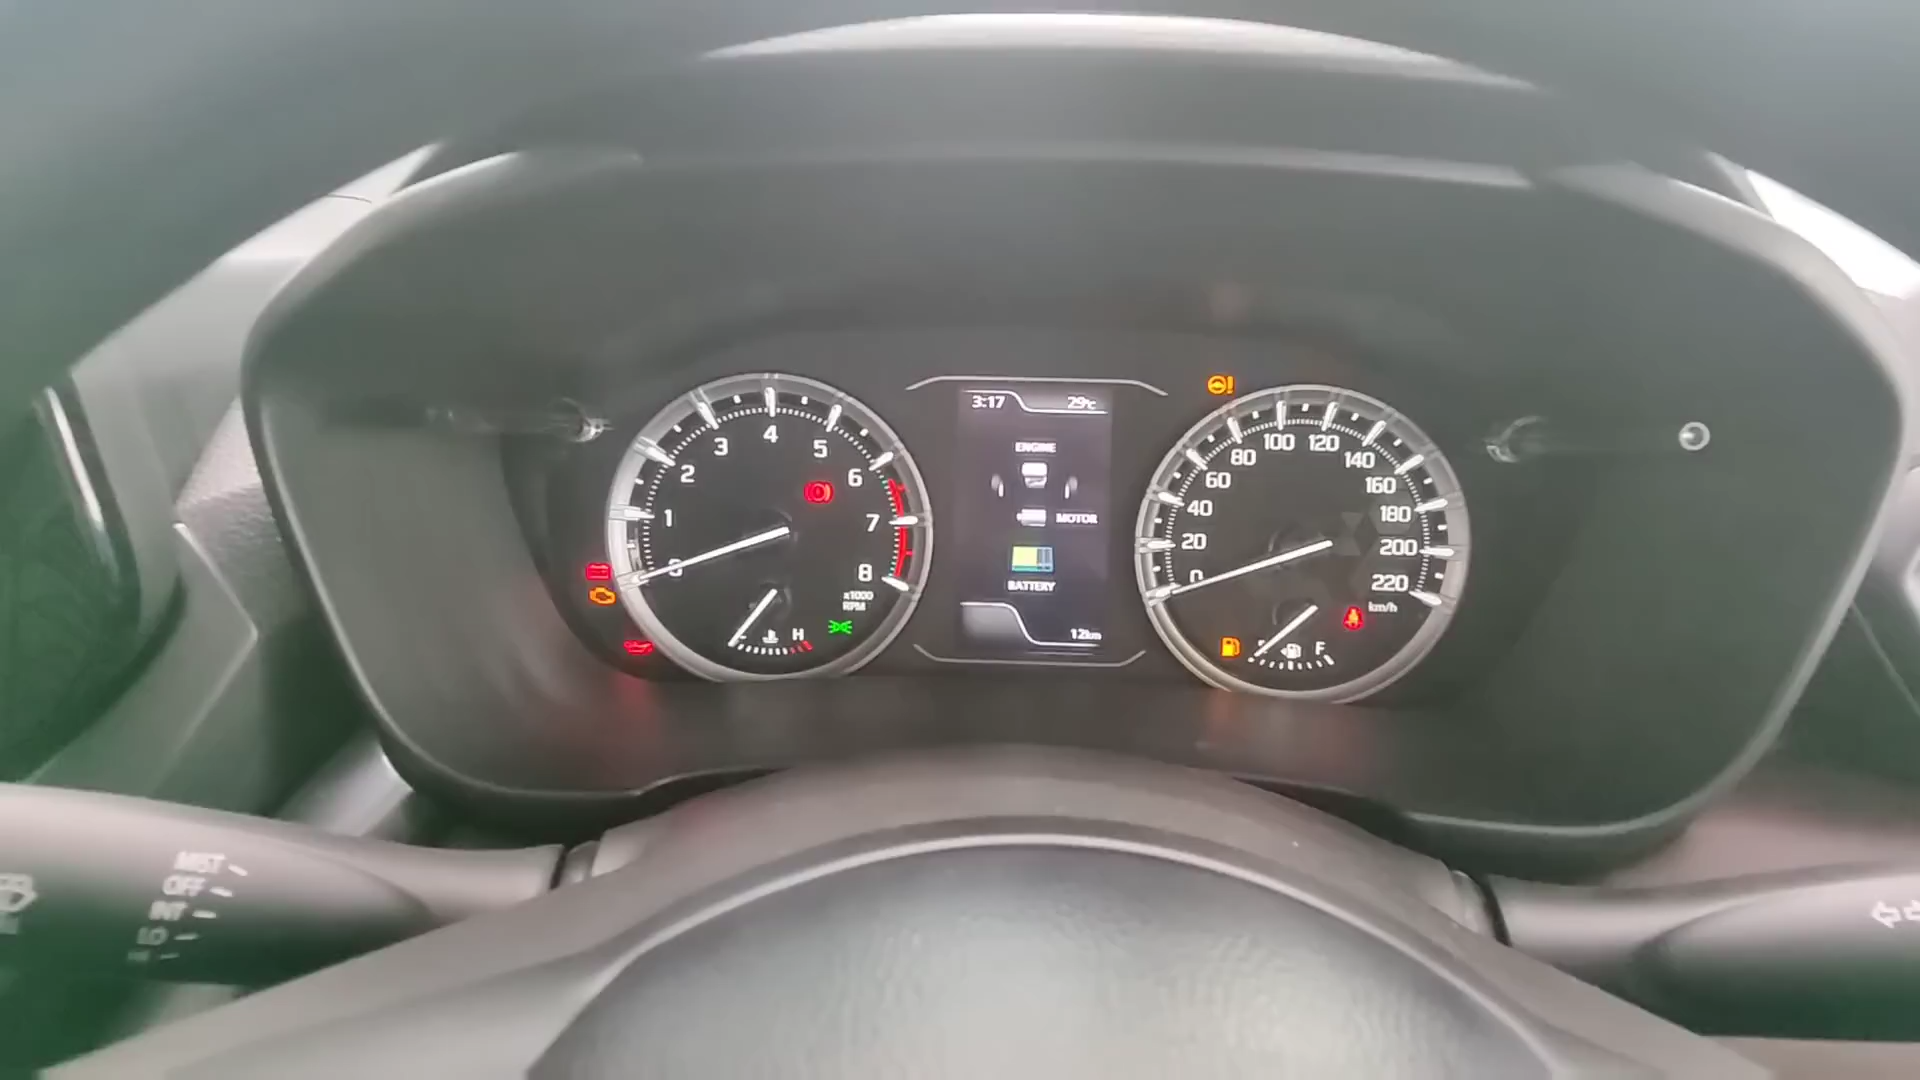 0
1
2
3
4
5
6
7
8
x1000
RPM
H
3:17 29℃
ENGINE
MOTOR
BATTERY
12km
0
20
40
60
80
100
120
140
160
180
200
220
km/h
F
MIST
OFF
INT
LO